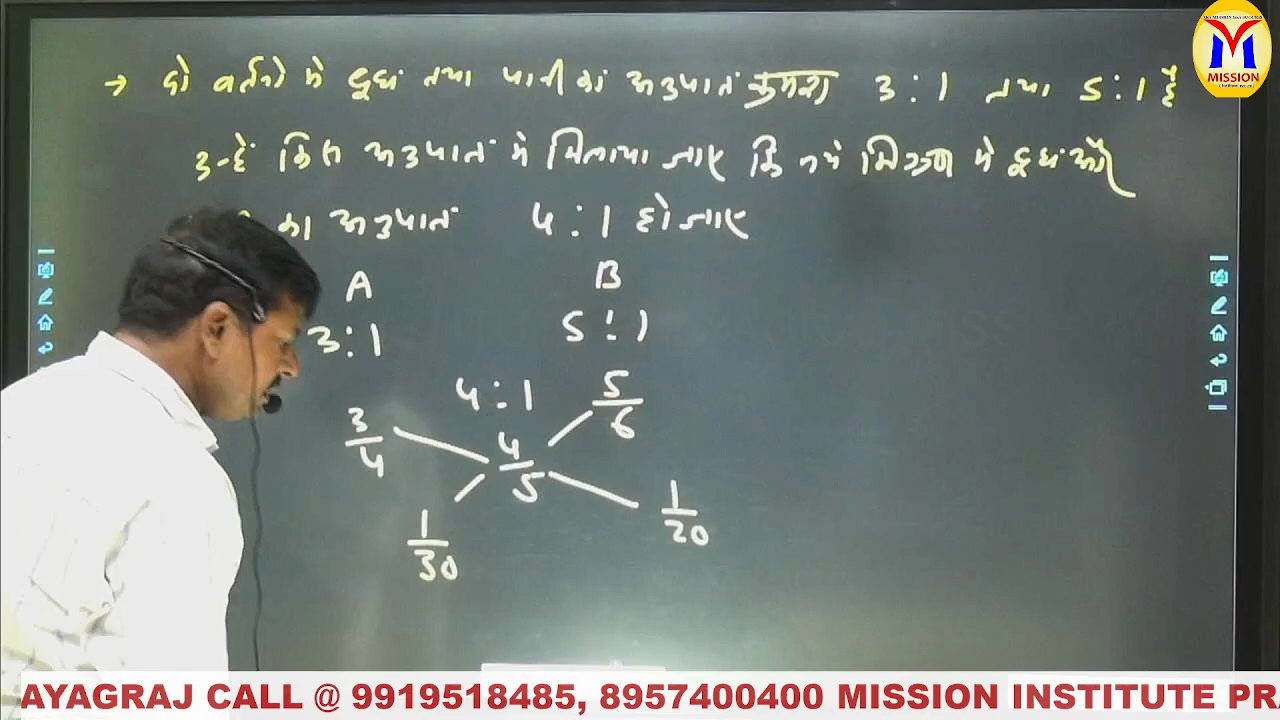 → दो बर्तनो मे दूध तथा पानी का अनुपात क्रमशः 3 : 1 तथा 5 : 1 है
उन्हें किस अनुपात में मिलाया जाए कि नये मिश्रण मे दूध और
का अनुपात 4 : 1 हो जाए
A B
3 : 1 5 : 1
4 : 1
3/4 4/5 5/6
1/30 1/20
MISSION
AYAGRAJ CALL @ 9919518485, 8957400400 MISSION INSTITUTE PRA